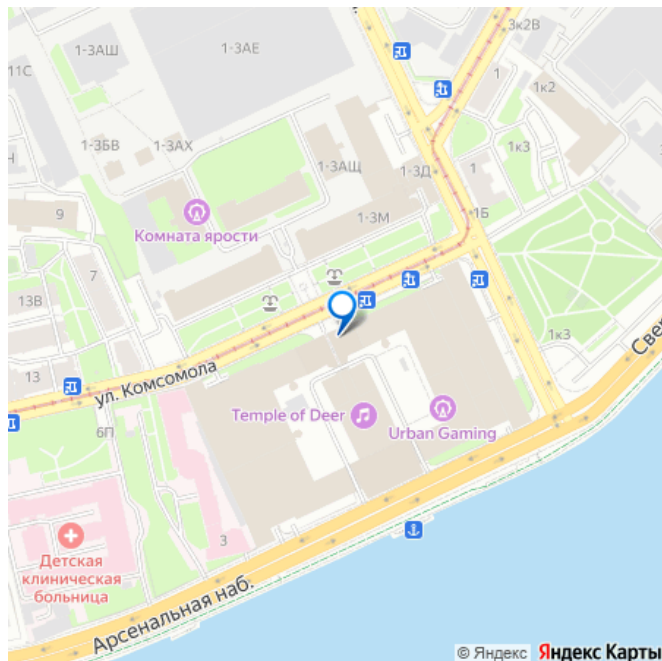 3к2В
1-3АШ
1-3АЕ
11С
1
1к2
1-3БВ
1-3АХ
1к3
1-3АЩ
1-3Д
1
9
1-3М
1Б
Комната ярости
7
13В
1к3
13
ул. Комсомола
Temple of Deer
Urban Gaming
6П
3
Детская
клиническая
больница
Арсенальная наб.
© Яндекс Яндекс Карты